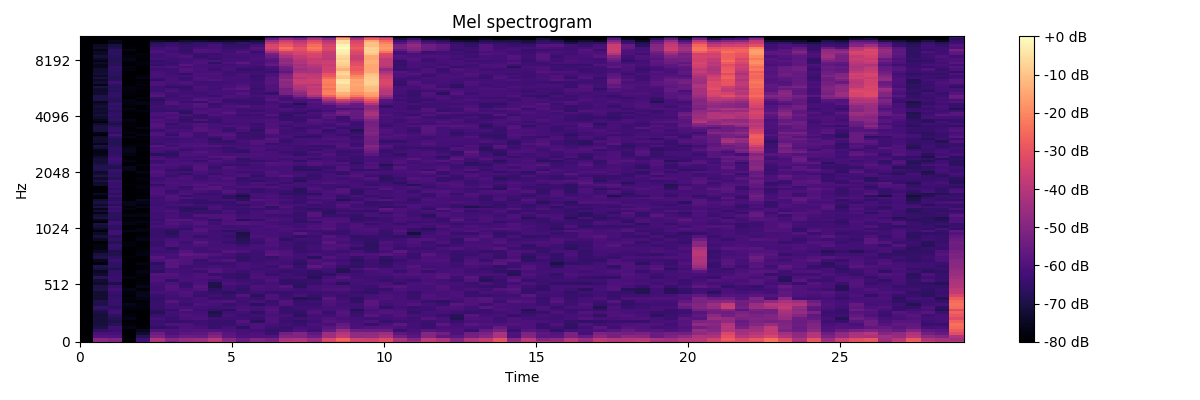 Mel spectrogram
Hz
8192
4096
2048
1024
512
0
0 5 10 15 20 25
Time
+0 dB
-10 dB
-20 dB
-30 dB
-40 dB
-50 dB
-60 dB
-70 dB
-80 dB